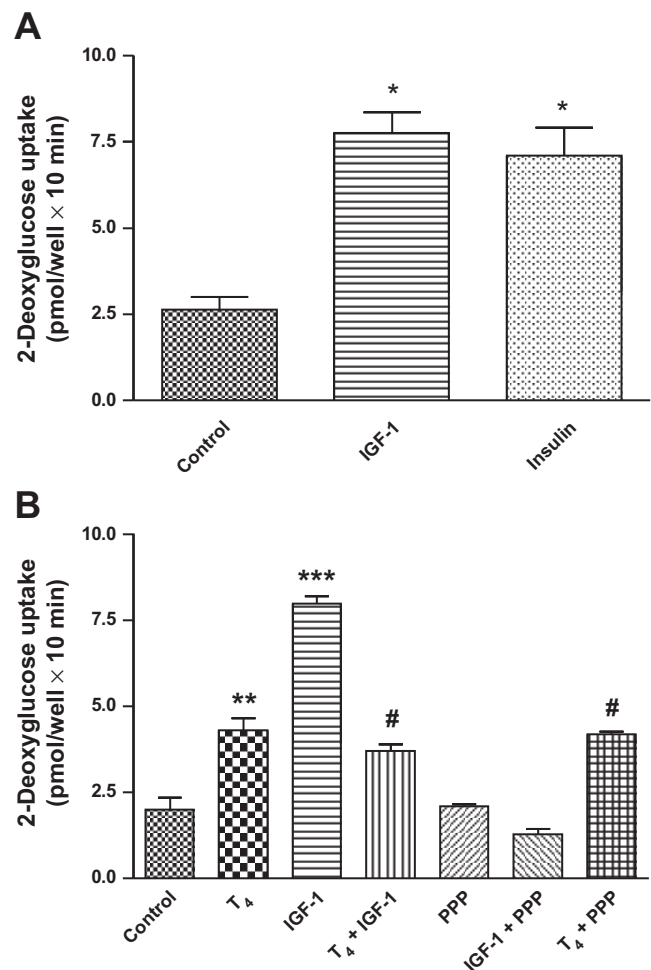 A
2-Deoxyglucose uptake
(pmol/well × 10 min)
10.0
7.5
5.0
2.5
0.0
*
*
Control
IGF-1
Insulin
B
2-Deoxyglucose uptake
(pmol/well × 10 min)
10.0
7.5
5.0
2.5
0.0
**
***
#
#
Control
T₄
IGF-1
T₄ + IGF-1
PPP
IGF-1 + PPP
T₄ + PPP